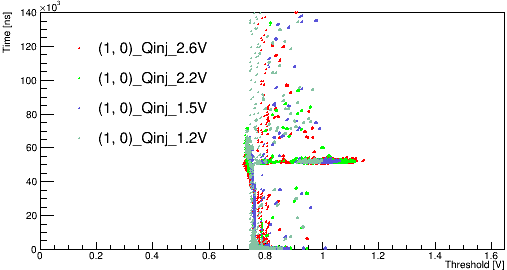 ×10³
Time [ns]
140
120
100
80
60
40
20
0
(1, 0)_Qinj_2.6V
(1, 0)_Qinj_2.2V
(1, 0)_Qinj_1.5V
(1, 0)_Qinj_1.2V
0 0.2 0.4 0.6 0.8 1 1.2 1.4 1.6
Threshold [V]